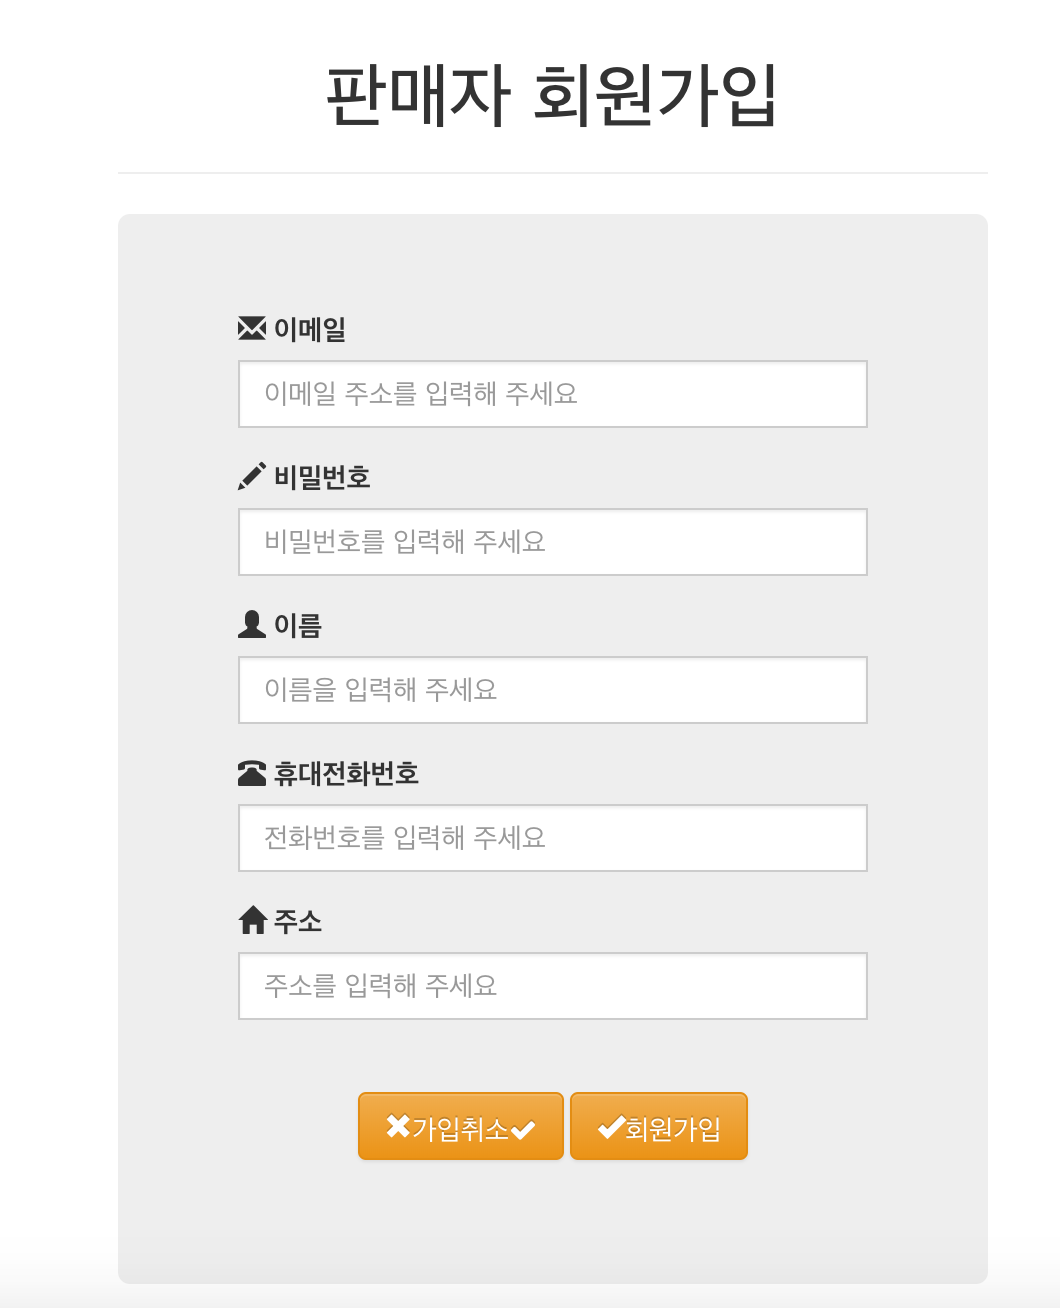 판매자 회원가입
이메일
이메일 주소를 입력해 주세요
비밀번호
비밀번호를 입력해 주세요
이름
이름을 입력해 주세요
휴대전화번호
전화번호를 입력해 주세요
주소
주소를 입력해 주세요
가입취소 회원가입